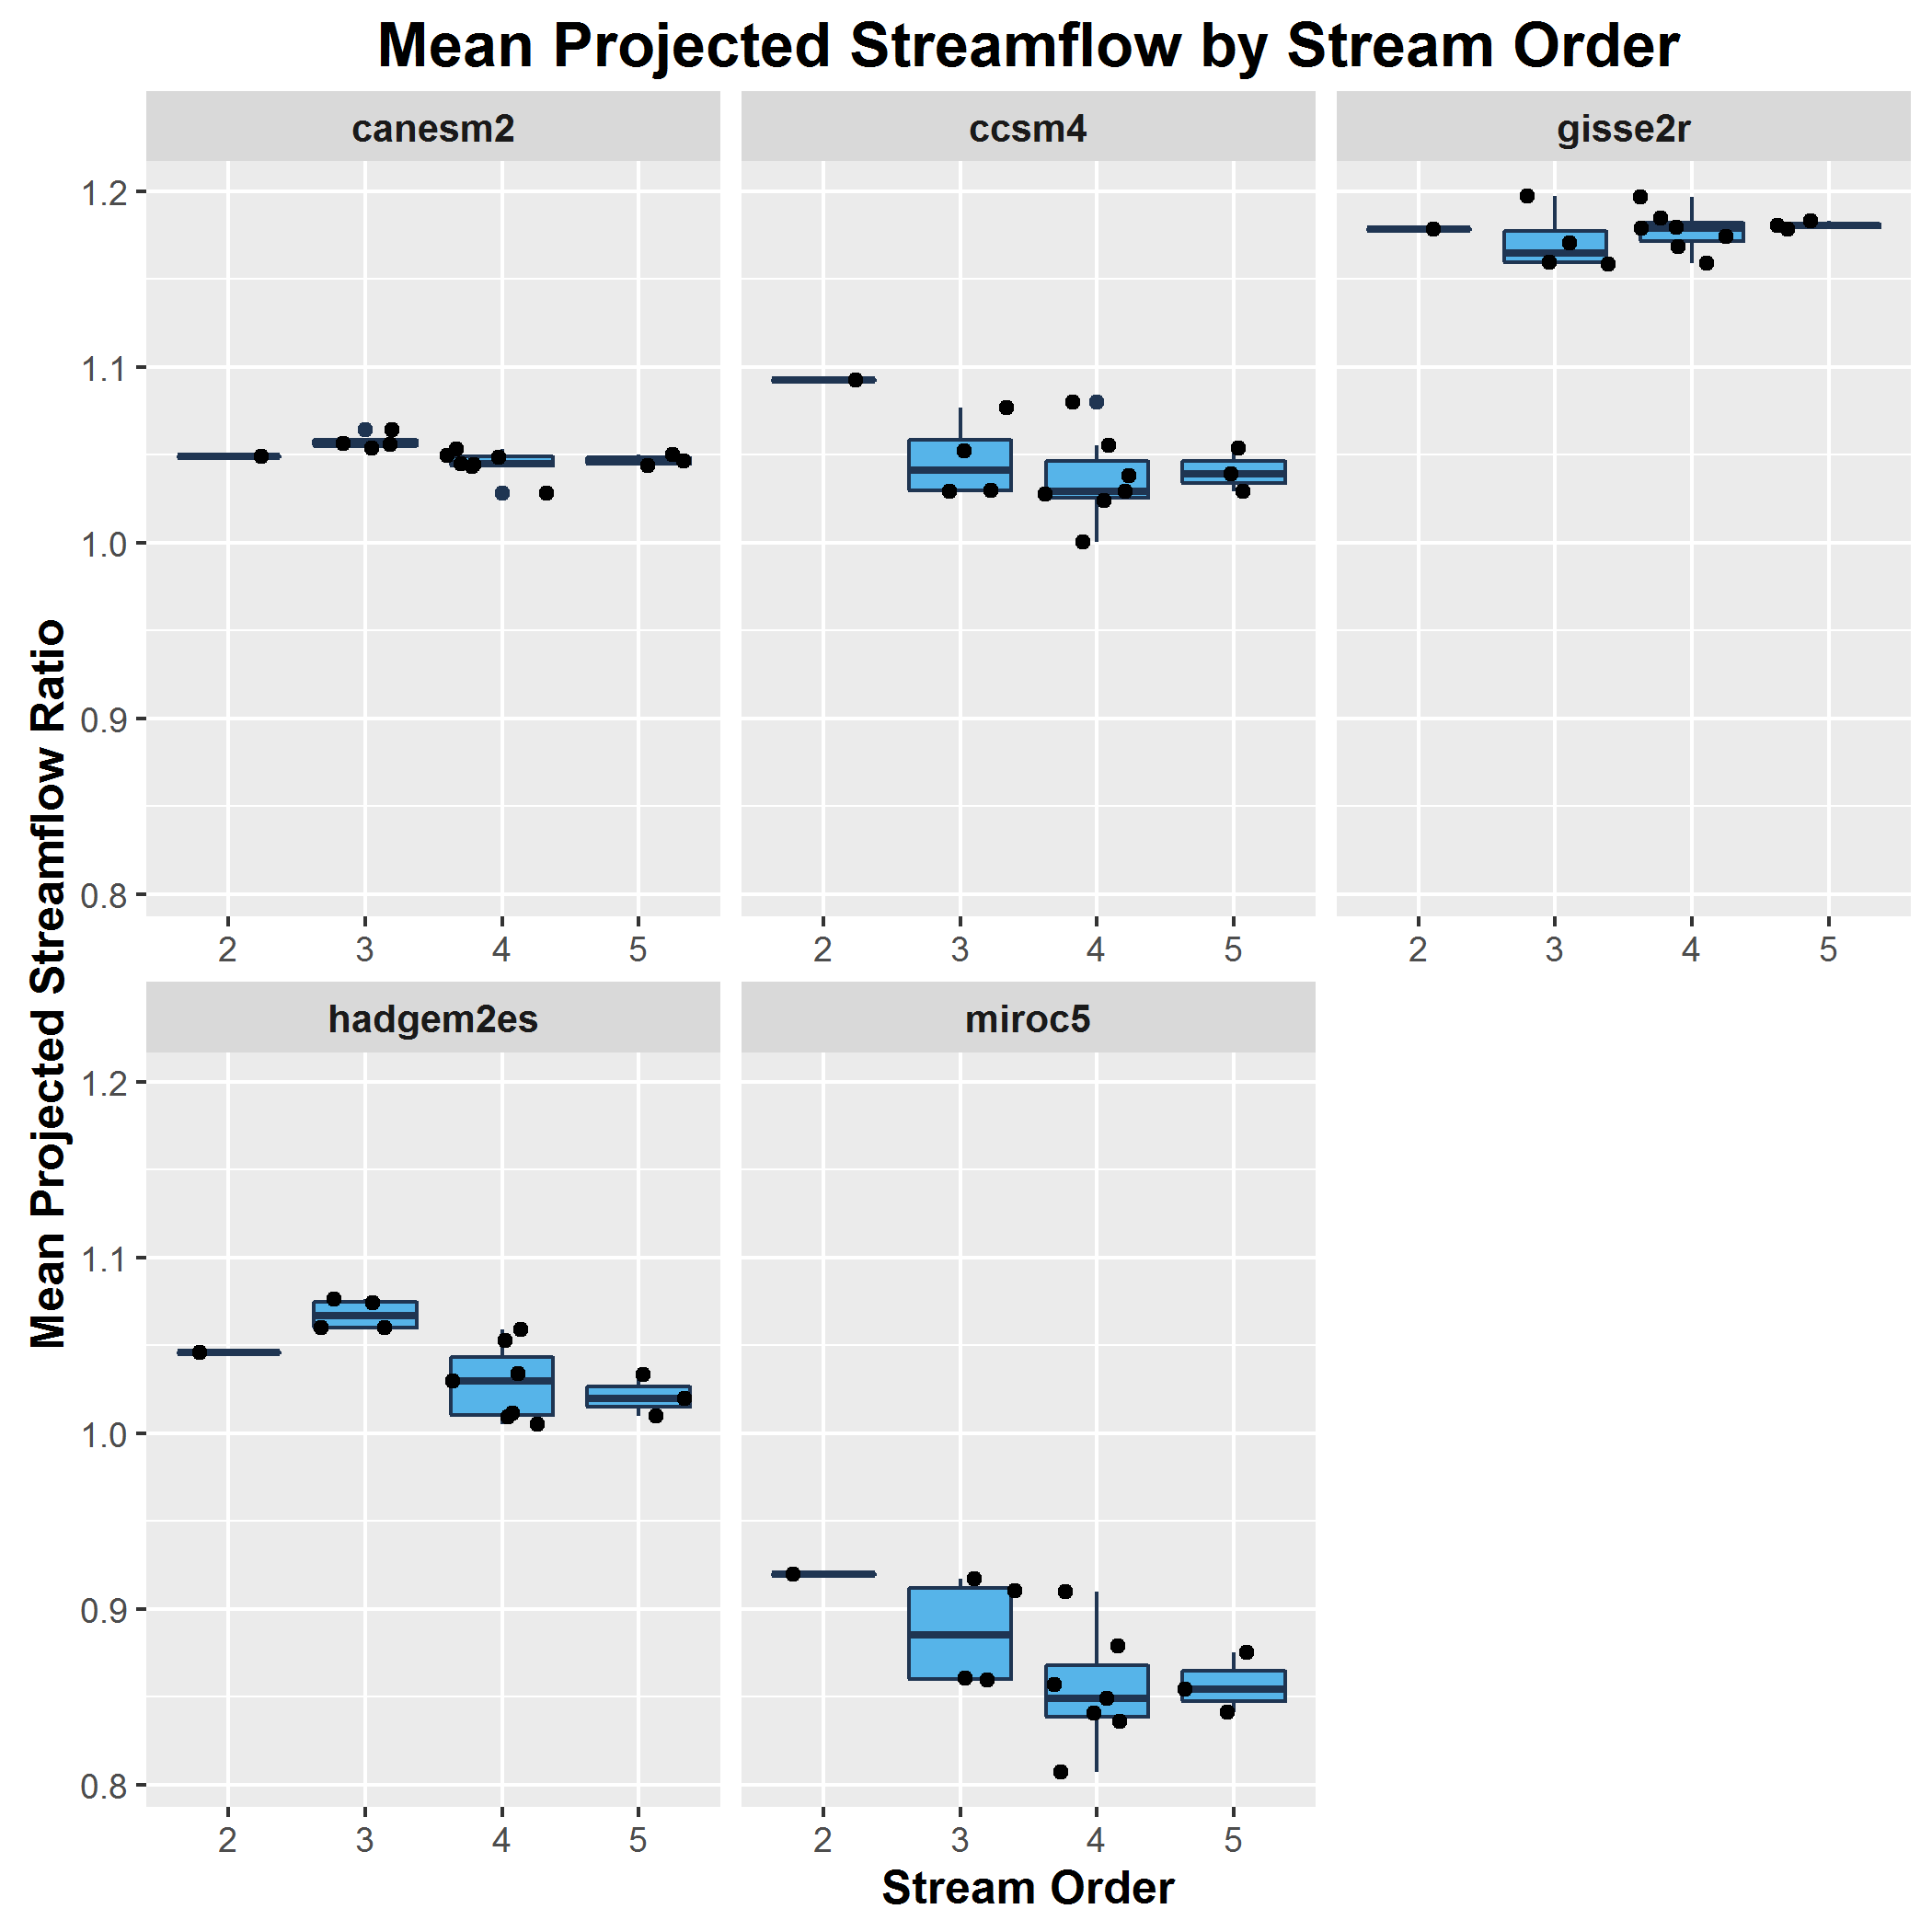 Mean Projected Streamflow by Stream Order
canesm2 ccsm4 gisse2r
1.2
1.1
1.0
0.9
0.8
2 3 4 5 2 3 4 5 2 3 4 5
Mean Projected Streamflow Ratio
hadgem2es miroc5
1.2
1.1
1.0
0.9
0.8
2 3 4 5 2 3 4 5
Stream Order